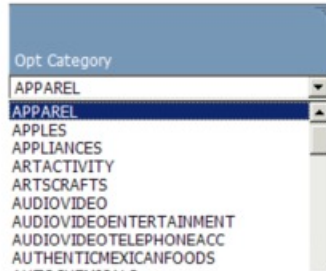 Opt Category
APPAREL
APPAREL
APPLES
APPLIANCES
ARTACTIVITY
ARTSCRAFTS
AUDIOVIDEO
AUDIOVIDEOENTERTAINMENT
AUDIOVIDEOTELEPHONEACC
AUTHENTICMEXICANFOODS